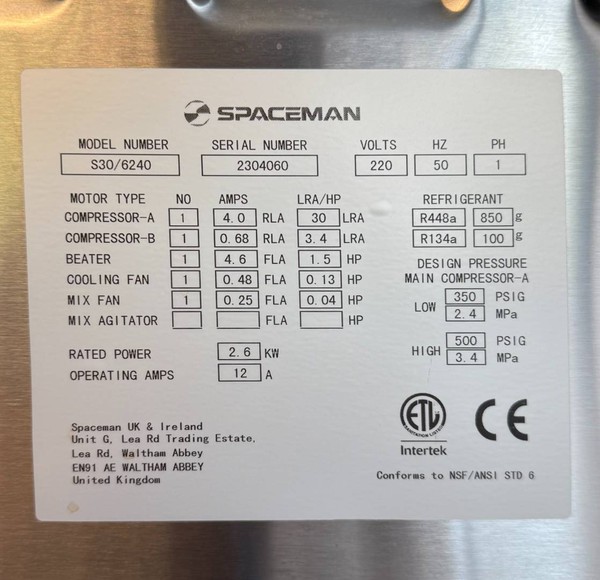 SPACEMAN
MODEL NUMBER SERIAL NUMBER VOLTS HZ PH
S30/6240 2304060 220 50 1
MOTOR TYPE NO AMPS LRA/HP REFRIGERANT
COMPRESSOR-A 1 4.0 RLA 30 LRA R448a 850 g
COMPRESSOR-B 1 0.68 RLA 3.4 LRA R134a 100 g
BEATER 1 4.6 FLA 1.5 HP DESIGN PRESSURE
COOLING FAN 1 0.48 FLA 0.13 HP MAIN COMPRESSOR-A
MIX FAN 1 0.25 FLA 0.04 HP LOW 350 PSIG
MIX AGITATOR FLA HP 2.4 MPa
RATED POWER 2.6 KW HIGH 500 PSIG
OPERATING AMPS 12 A 3.4 MPa
Spaceman UK & Ireland
Unit G, Lea Rd Trading Estate,
Lea Rd, Waltham Abbey
EN91 AE WALTHAM ABBEY
United Kingdom
ETL CE
Intertek
Conforms to NSF/ANSI STD 6